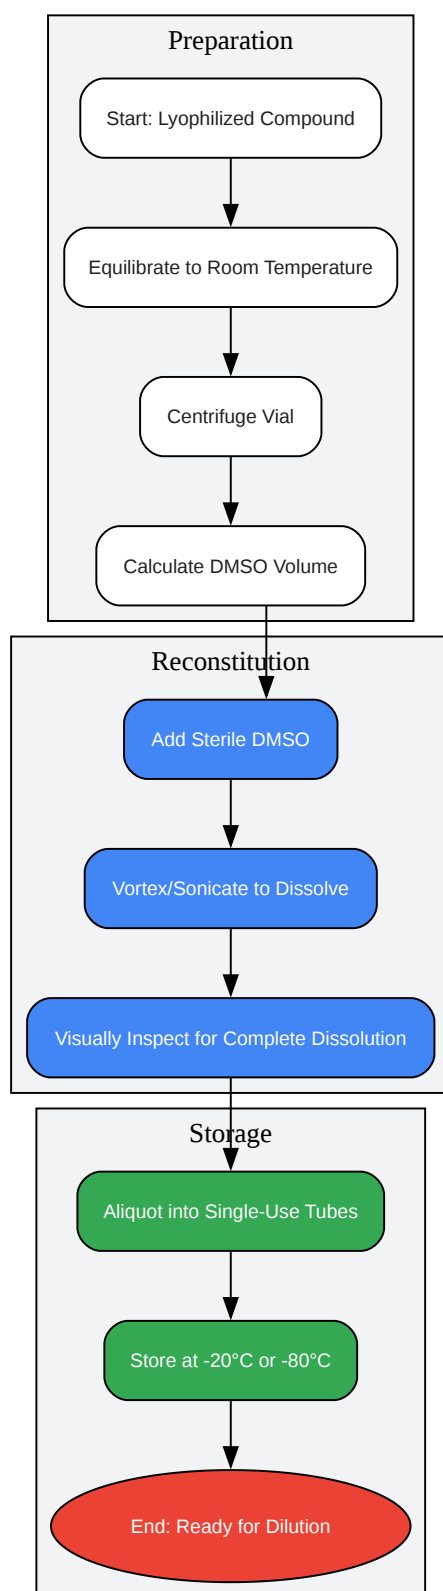 Preparation
Start: Lyophilized Compound
Equilibrate to Room Temperature
Centrifuge Vial
Calculate DMSO Volume
Reconstitution
Add Sterile DMSO
Vortex/Sonicate to Dissolve
Visually Inspect for Complete Dissolution
Storage
Aliquot into Single-Use Tubes
Store at -20°C or -80°C
End: Ready for Dilution